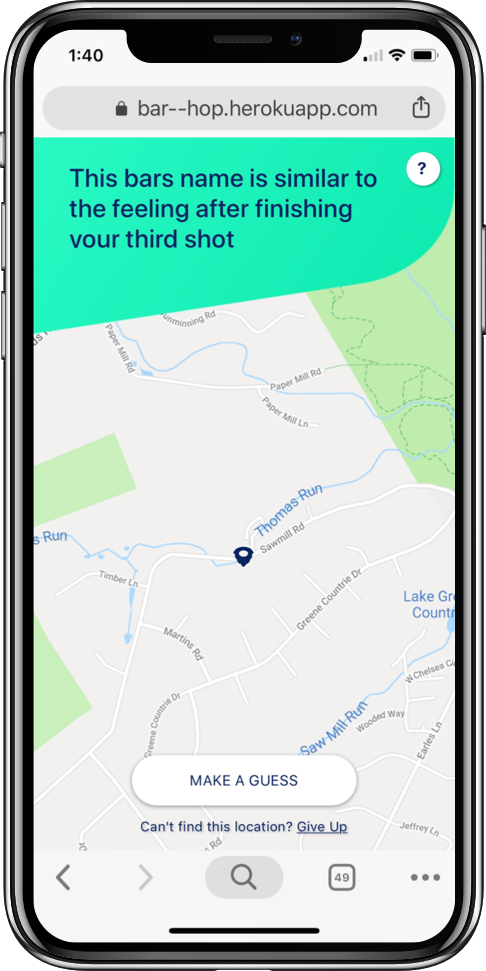 1:40
bar--hop.herokuapp.com
This bars name is similar to
the feeling after finishing
your third shot
?
Paper Mill Rd
Paper Mill Rd
Paper Mill Ln
Thomas Run
Sawmill Rd
s Run
Timber Ln
Greene Countrie Dr
Lake Gre
Countr
Martins Rd
W Chelsea C
Greene Countrie Dr
Saw Mill Run
Wooded Way
Earles Ln
MAKE A GUESS
Can't find this location? Give Up
Jeffrey Ln
Rd
49